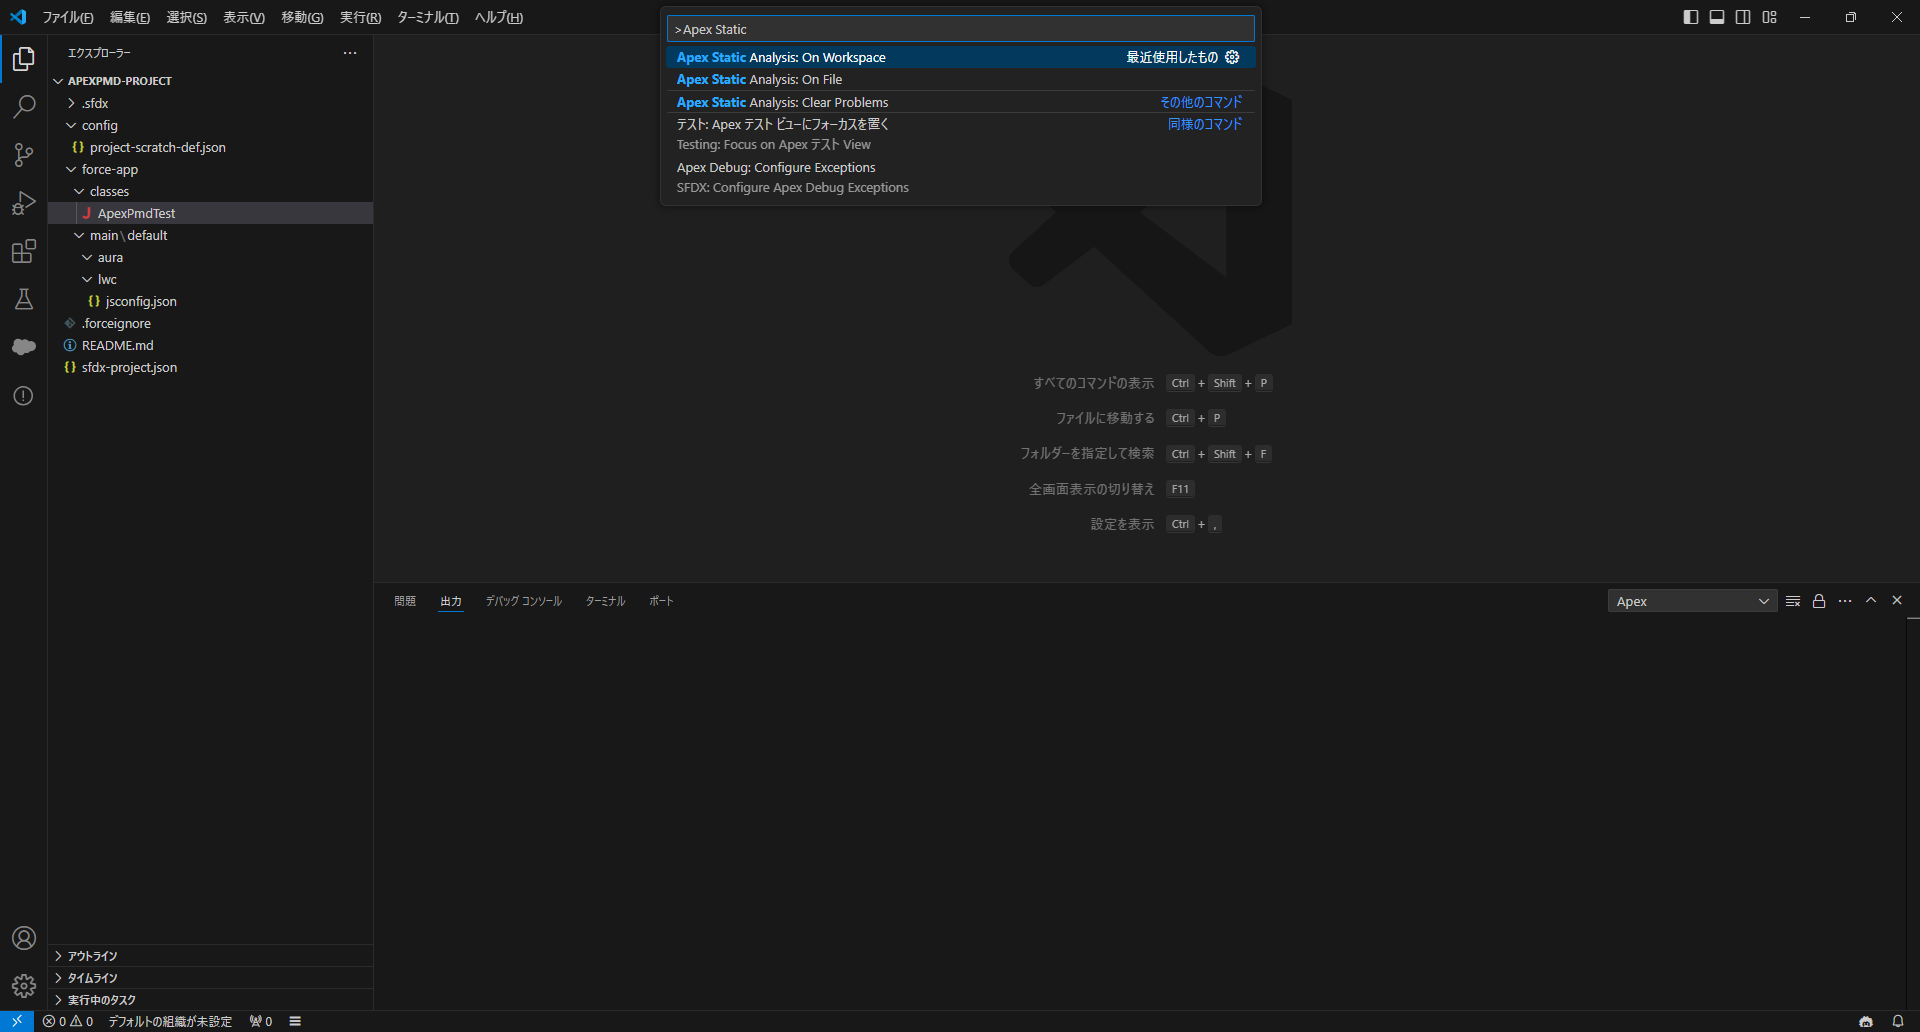 ファイル(F) 編集(E) 選択(S) 表示(V) 移動(G) 実行(R) ターミナル(T) ヘルプ(H)
>Apex Static
Apex Static Analysis: On Workspace 最近使用したもの
Apex Static Analysis: On File
Apex Static Analysis: Clear Problems その他のコマンド
テスト: Apex テスト ビューにフォーカスを置く 同様のコマンド
Testing: Focus on Apex テスト View
Apex Debug: Configure Exceptions
SFDX: Configure Apex Debug Exceptions
エクスプローラー
APEXPMD-PROJECT
.sfdx
config
{} project-scratch-def.json
force-app
classes
J ApexPmdTest
main\default
aura
lwc
{} jsconfig.json
.forceignore
README.md
{} sfdx-project.json
アウトライン
タイムライン
実行中のタスク
すべてのコマンドの表示 Ctrl + Shift + P
ファイルに移動する Ctrl + P
フォルダーを指定して検索 Ctrl + Shift + F
全画面表示の切り替え F11
設定を表示 Ctrl + ,
問題 出力 デバッグ コンソール ターミナル ポート
Apex
0 0 デフォルトの組織が未設定 0